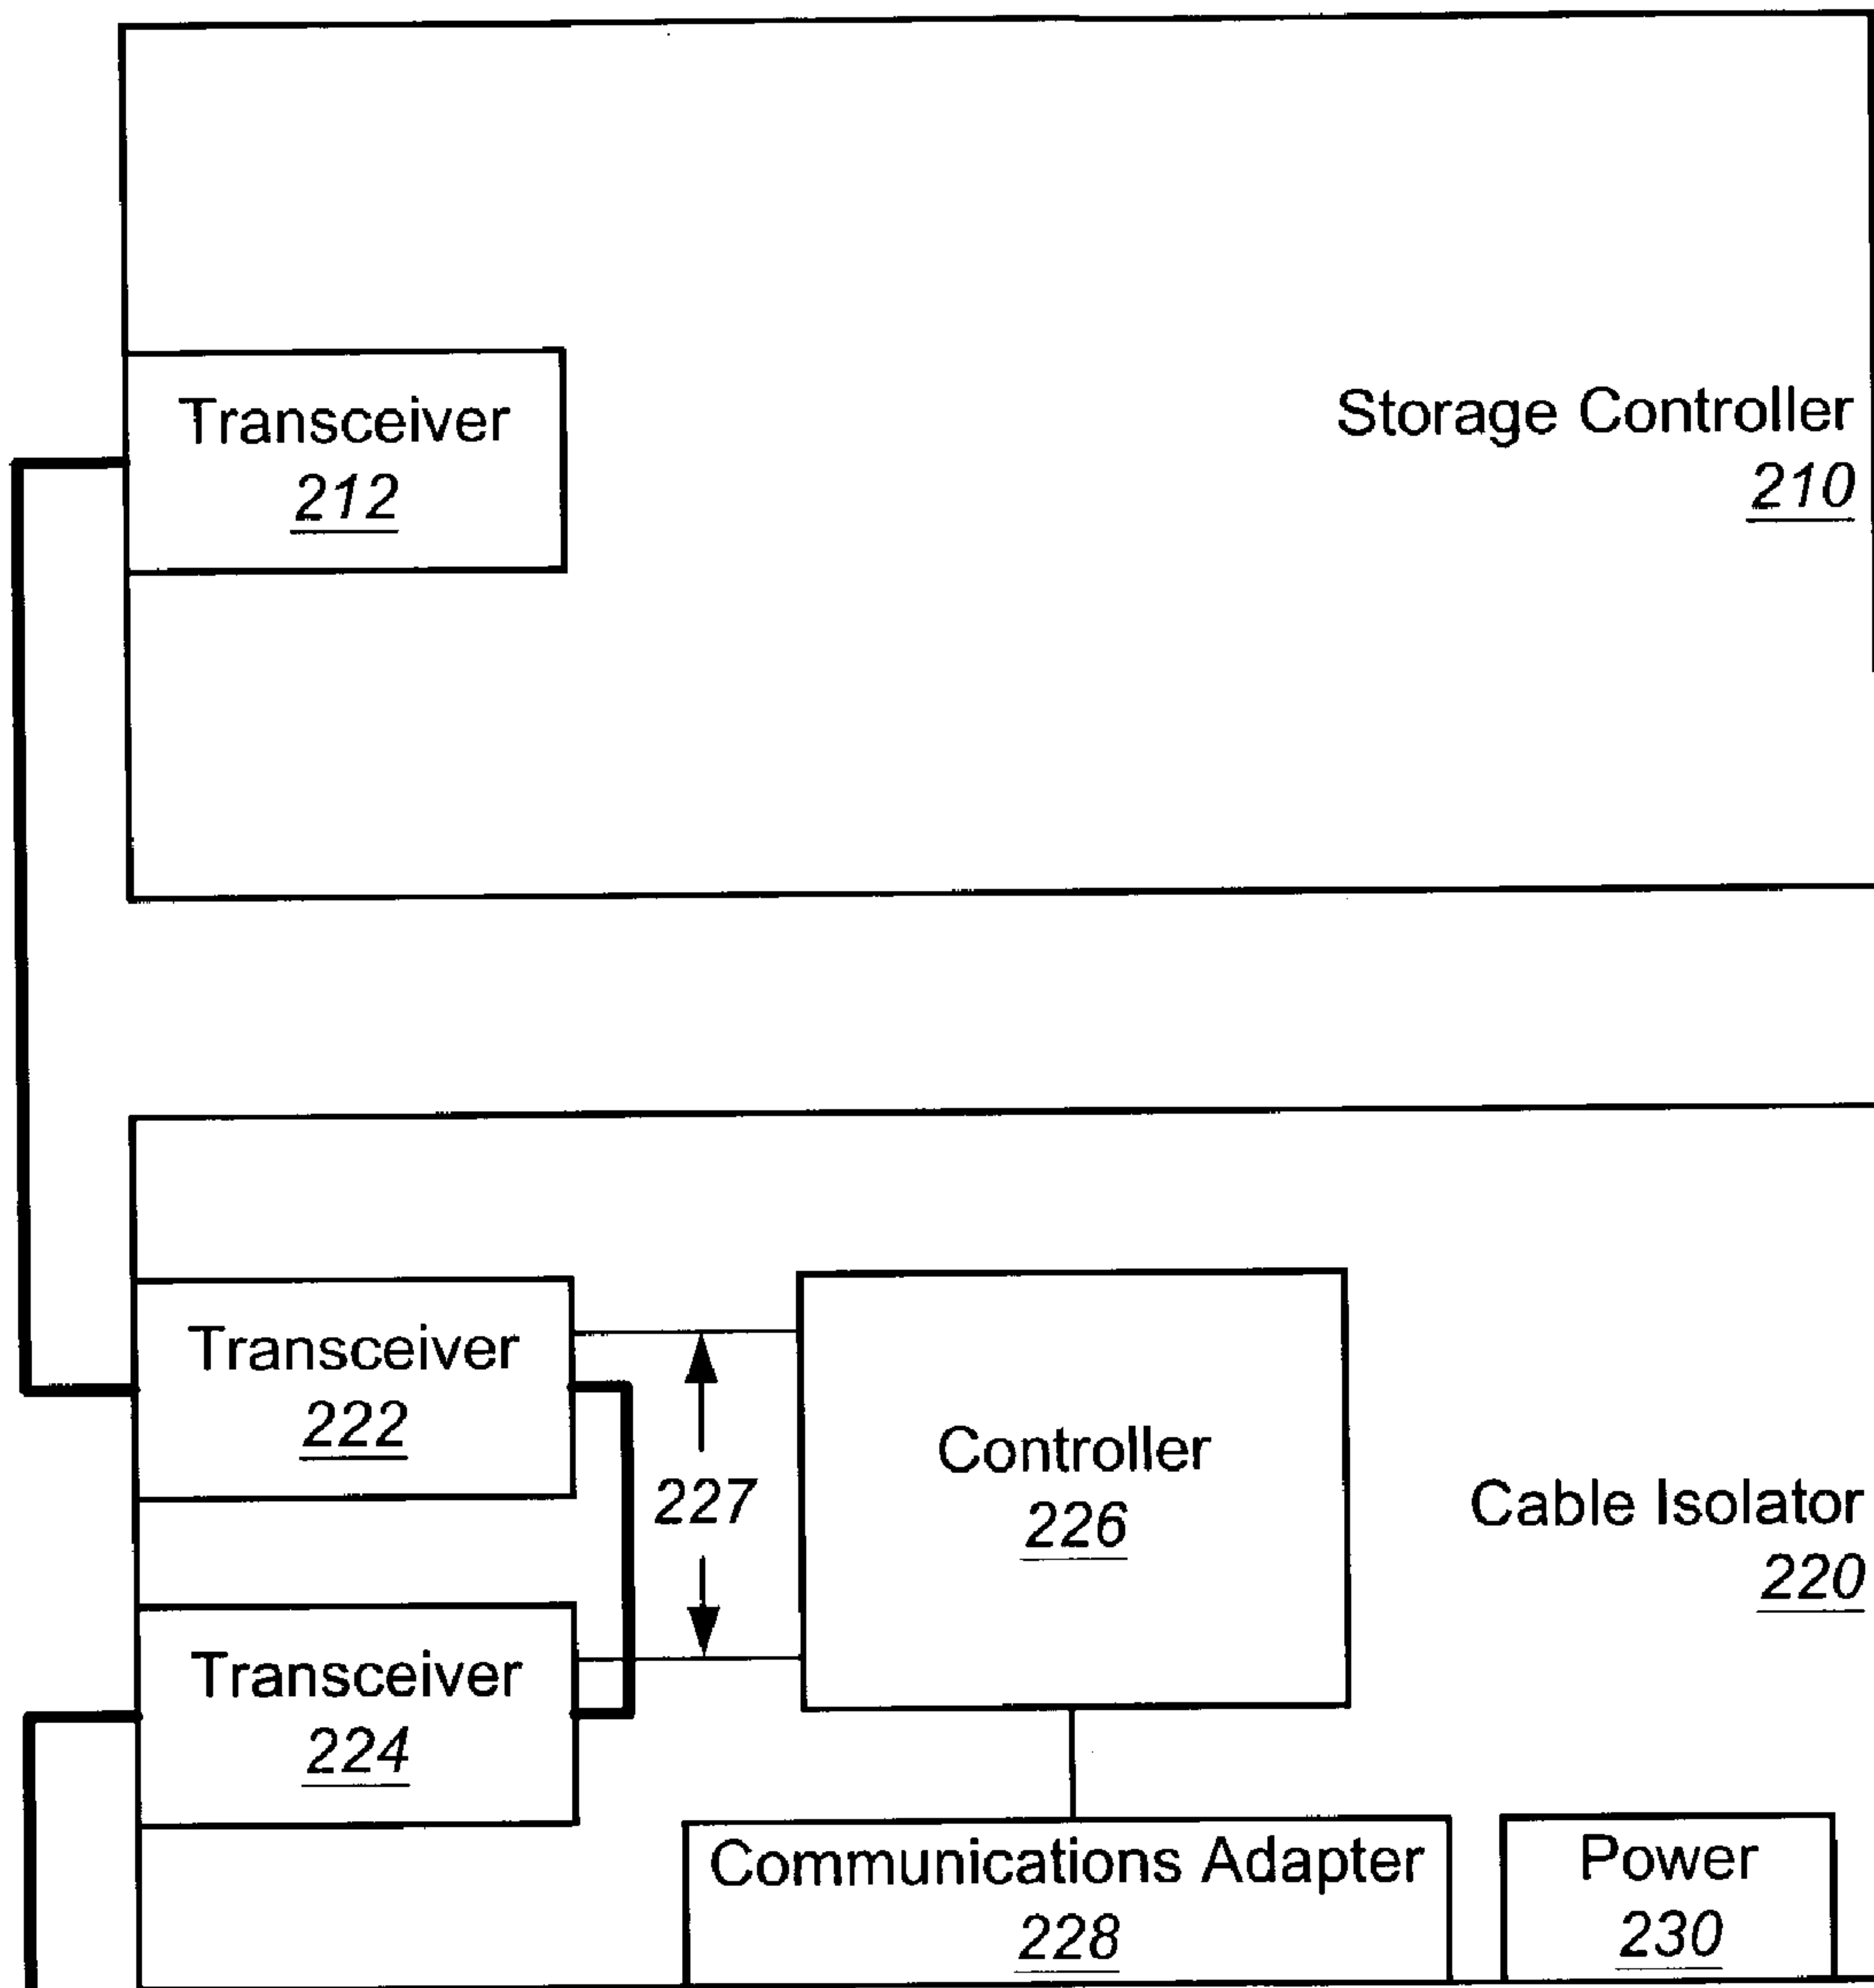 Transceiver
212
Storage Controller
210
Transceiver
222
227
Controller
226
Cable Isolator
220
Transceiver
224
Communications Adapter
228
Power
230